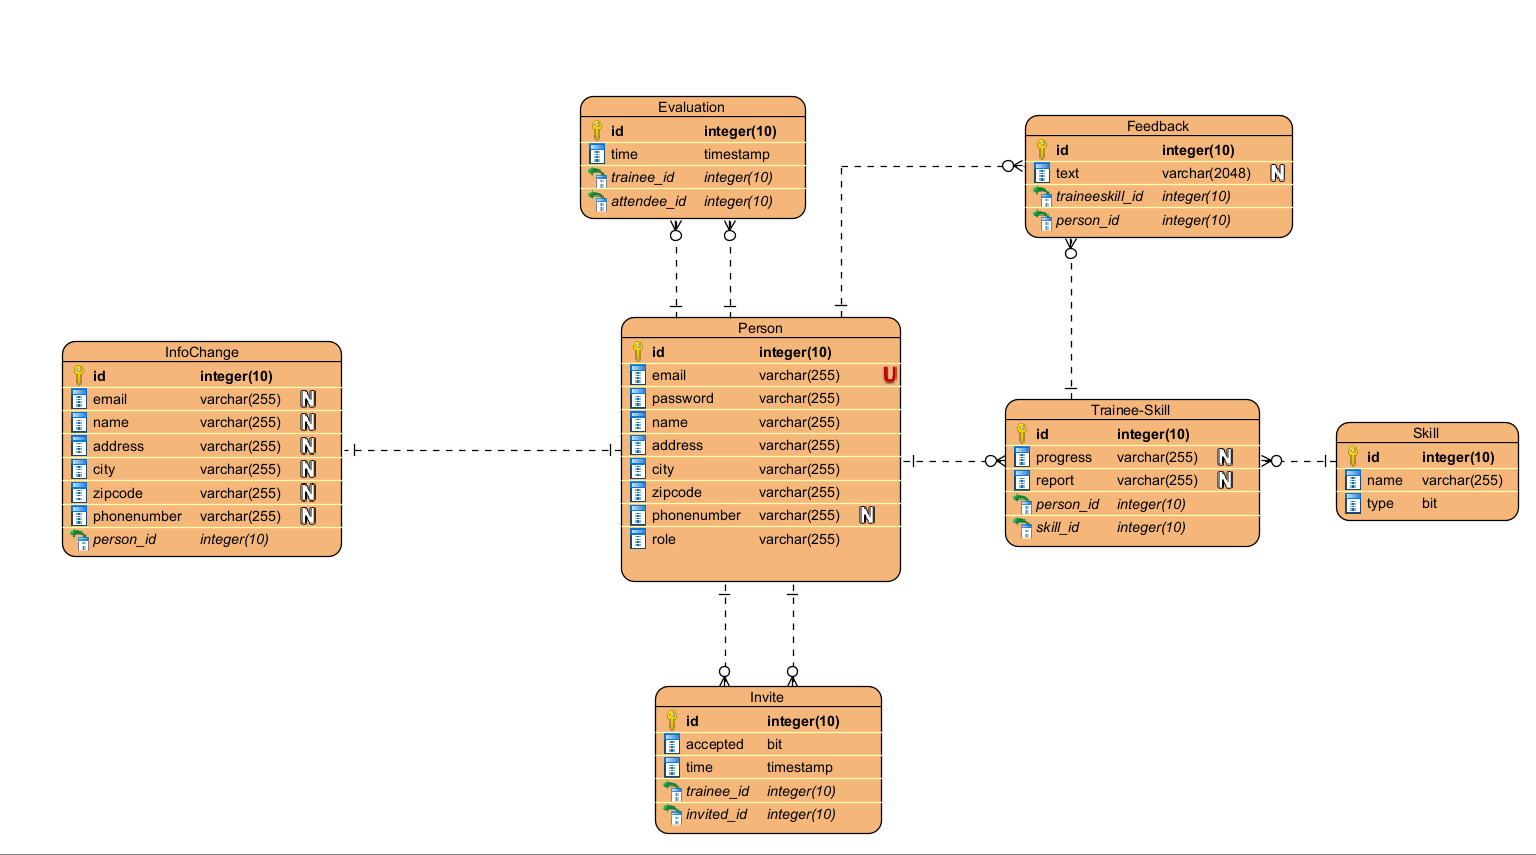 Evaluation
id integer(10)
time timestamp
trainee_id integer(10)
attendee_id integer(10)
Feedback
id integer(10)
text varchar(2048) N
traineeskill_id integer(10)
person_id integer(10)
InfoChange
id integer(10)
email varchar(255) N
name varchar(255) N
address varchar(255) N
city varchar(255) N
zipcode varchar(255) N
phonenumber varchar(255) N
person_id integer(10)
Person
id integer(10)
email varchar(255) U
password varchar(255)
name varchar(255)
address varchar(255)
city varchar(255)
zipcode varchar(255)
phonenumber varchar(255) N
role varchar(255)
Trainee-Skill
id integer(10)
progress varchar(255) N
report varchar(255) N
person_id integer(10)
skill_id integer(10)
Skill
id integer(10)
name varchar(255)
type bit
Invite
id integer(10)
accepted bit
time timestamp
trainee_id integer(10)
invited_id integer(10)